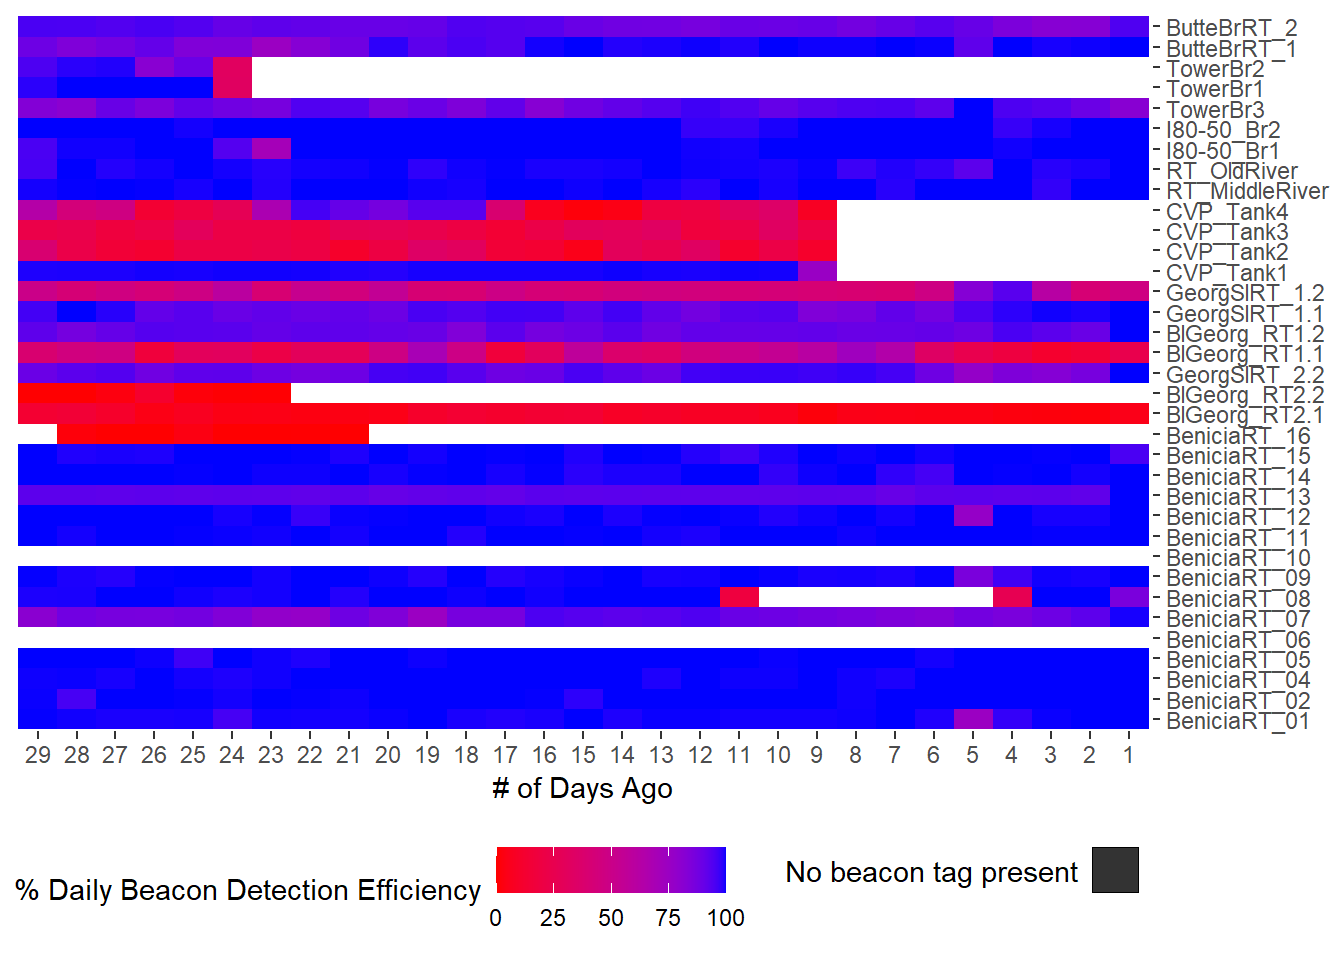 ButteBrRT_2
ButteBrRT_1
TowerBr2
TowerBr1
TowerBr3
I80-50_Br2
I80-50_Br1
RT_OldRiver
RT_MiddleRiver
CVP_Tank4
CVP_Tank3
CVP_Tank2
CVP_Tank1
GeorgSlRT_1.2
GeorgSlRT_1.1
BlGeorg_RT1.2
BlGeorg_RT1.1
GeorgSlRT_2.2
BlGeorg_RT2.2
BlGeorg_RT2.1
BeniciaRT_16
BeniciaRT_15
BeniciaRT_14
BeniciaRT_13
BeniciaRT_12
BeniciaRT_11
BeniciaRT_10
BeniciaRT_09
BeniciaRT_08
BeniciaRT_07
BeniciaRT_06
BeniciaRT_05
BeniciaRT_04
BeniciaRT_02
BeniciaRT_01
29 28 27 26 25 24 23 22 21 20 19 18 17 16 15 14 13 12 11 10 9 8 7 6 5 4 3 2 1
# of Days Ago
% Daily Beacon Detection Efficiency
0 25 50 75 100
No beacon tag present